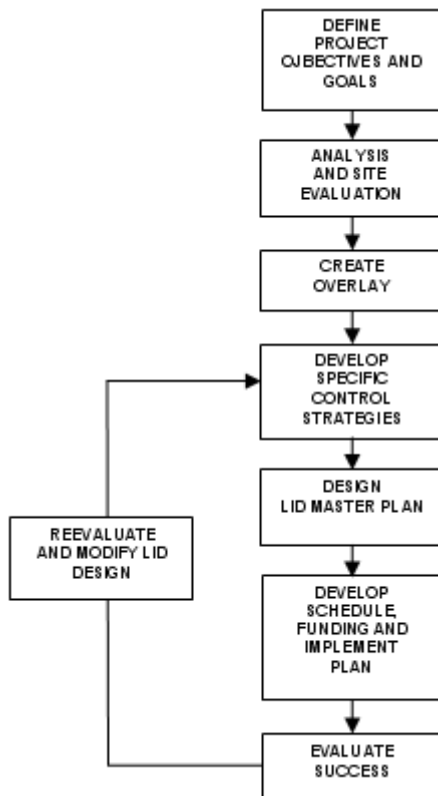 DEFINE
PROJECT
OJBECTIVES AND
GOALS
ANALYSIS
AND SITE
EVALUATION
CREATE
OVERLAY
DEVELOP
SPECIFIC
CONTROL
STRATEGIES
DESIGN
LID MASTER PLAN
REEVALUATE
AND MODIFY LID
DESIGN
DEVELOP
SCHEDULE,
FUNDING AND
IMPLEMENT
PLAN
EVALUATE
SUCCESS